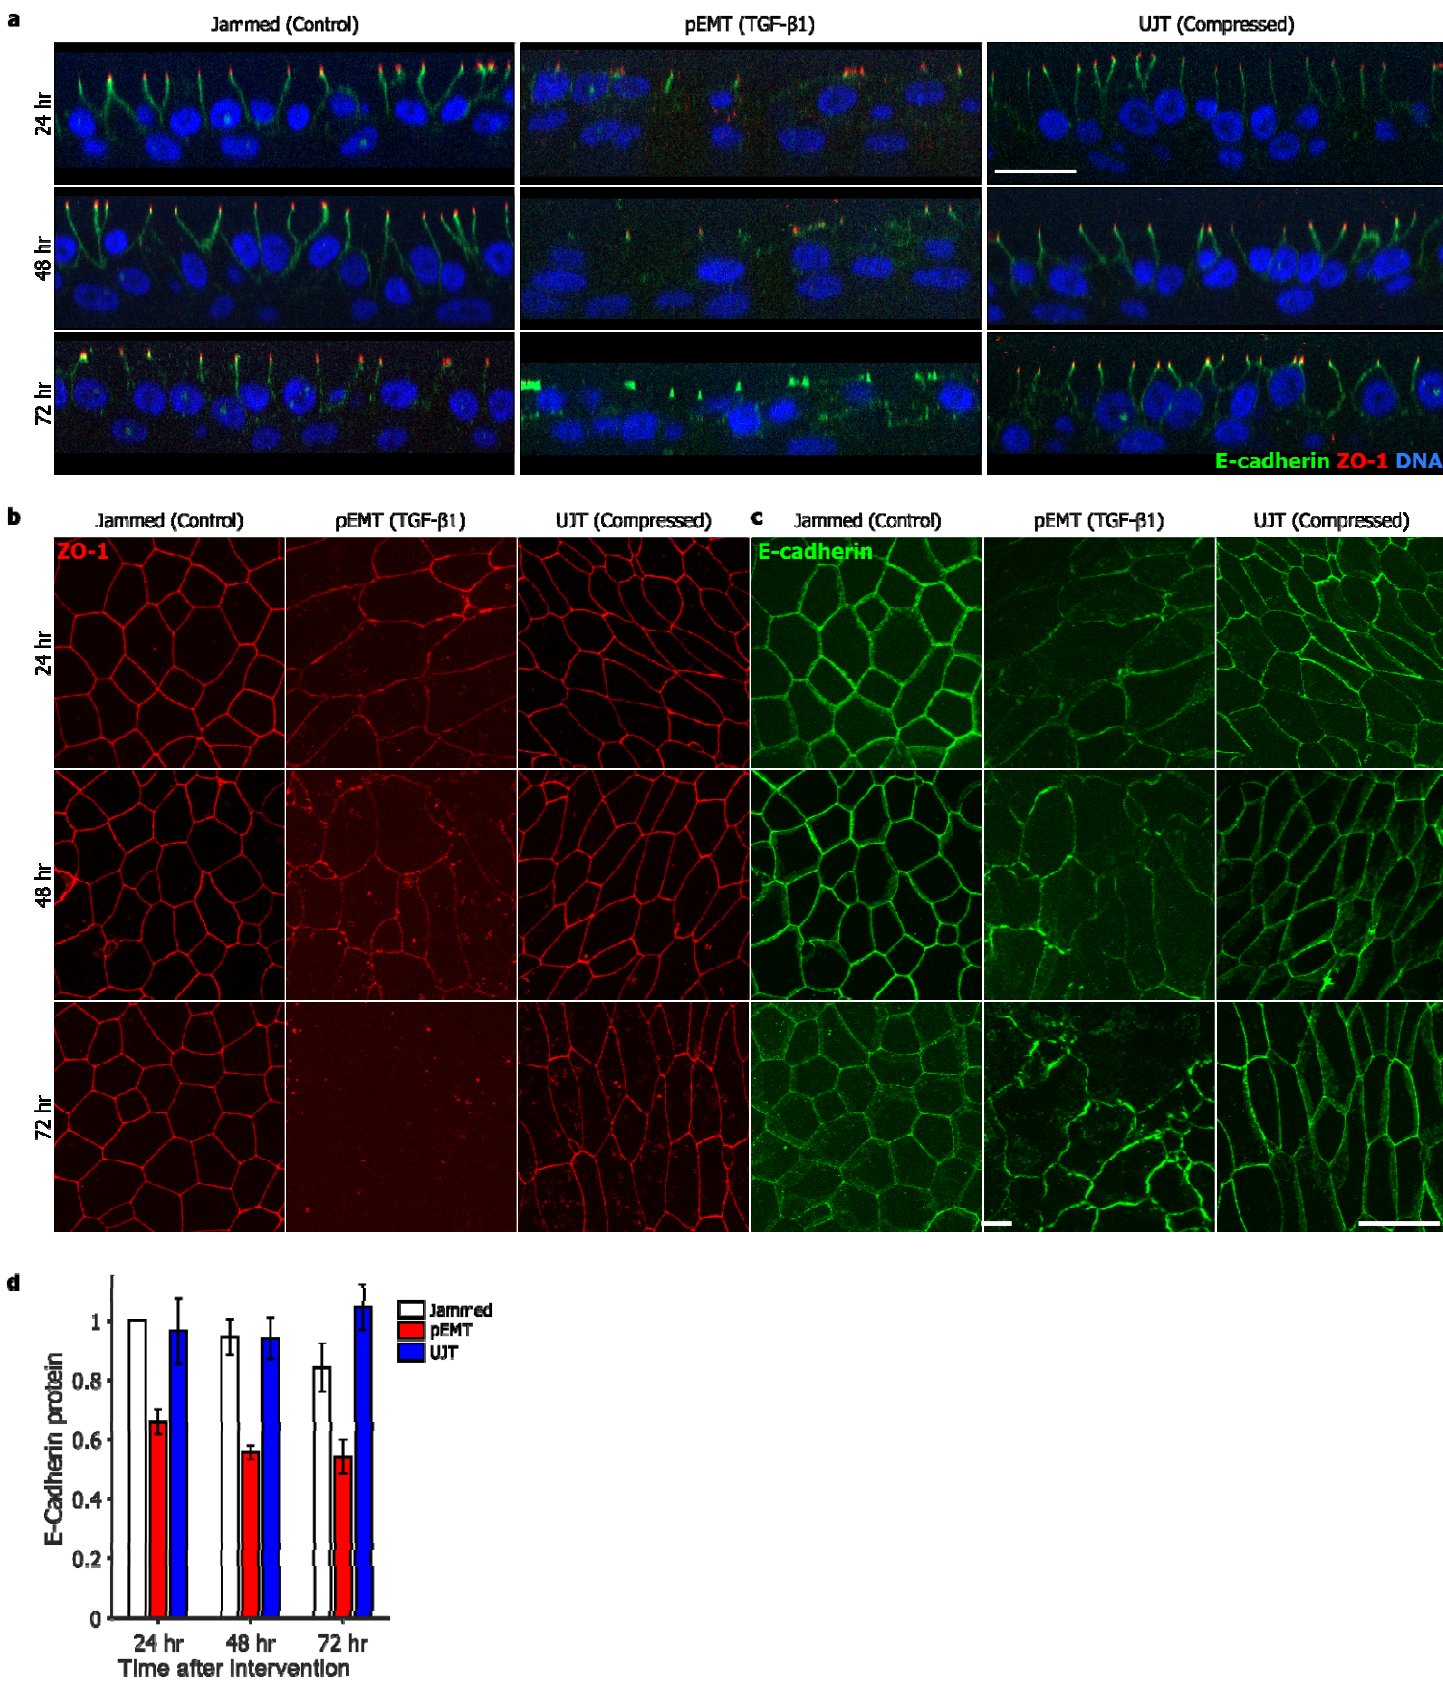 a
Jammed (Control) pEMT (TGF-β1) UJT (Compressed)
24 hr
48 hr
72 hr
E-cadherin ZO-1 DNA
b
Jammed (Control) pEMT (TGF-β1) UJT (Compressed)
ZO-1
24 hr
48 hr
72 hr
c
Jammed (Control) pEMT (TGF-β1) UJT (Compressed)
E-cadherin
d
E-Cadherin protein
1
0.8
0.6
0.4
0.2
0
24 hr 48 hr 72 hr
Time after intervention
Jammed
pEMT
UJT